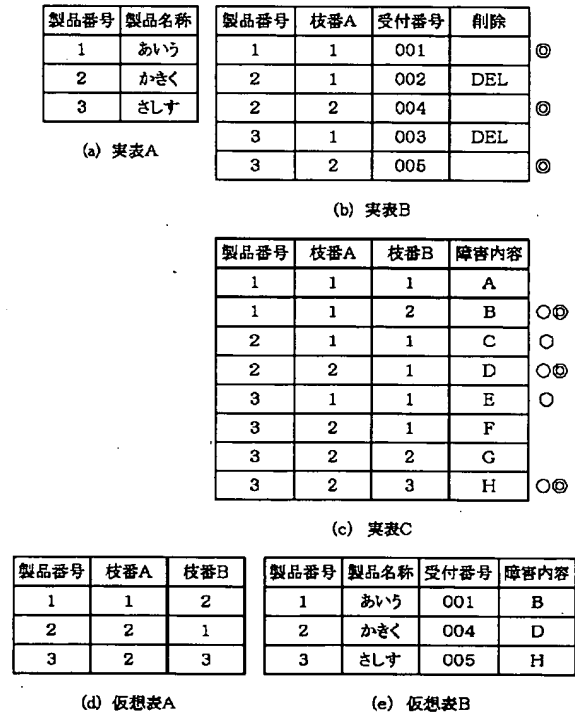 製品番号 製品名称
1 あいう
2 かきく
3 さしす
(a) 実表A
製品番号 枝番A 受付番号 削除
1 1 001 ◎
2 1 002 DEL
2 2 004 ◎
3 1 003 DEL
3 2 005 ◎
(b) 実表B
製品番号 枝番A 枝番B 障害内容
1 1 1 A
1 1 2 B ○◎
2 1 1 C ○
2 2 1 D ○◎
3 1 1 E ○
3 2 1 F
3 2 2 G
3 2 3 H ○◎
(c) 実表C
製品番号 枝番A 枝番B
1 1 2
2 2 1
3 2 3
(d) 仮想表A
製品番号 製品名称 受付番号 障害内容
1 あいう 001 B
2 かきく 004 D
3 さしす 005 H
(e) 仮想表B